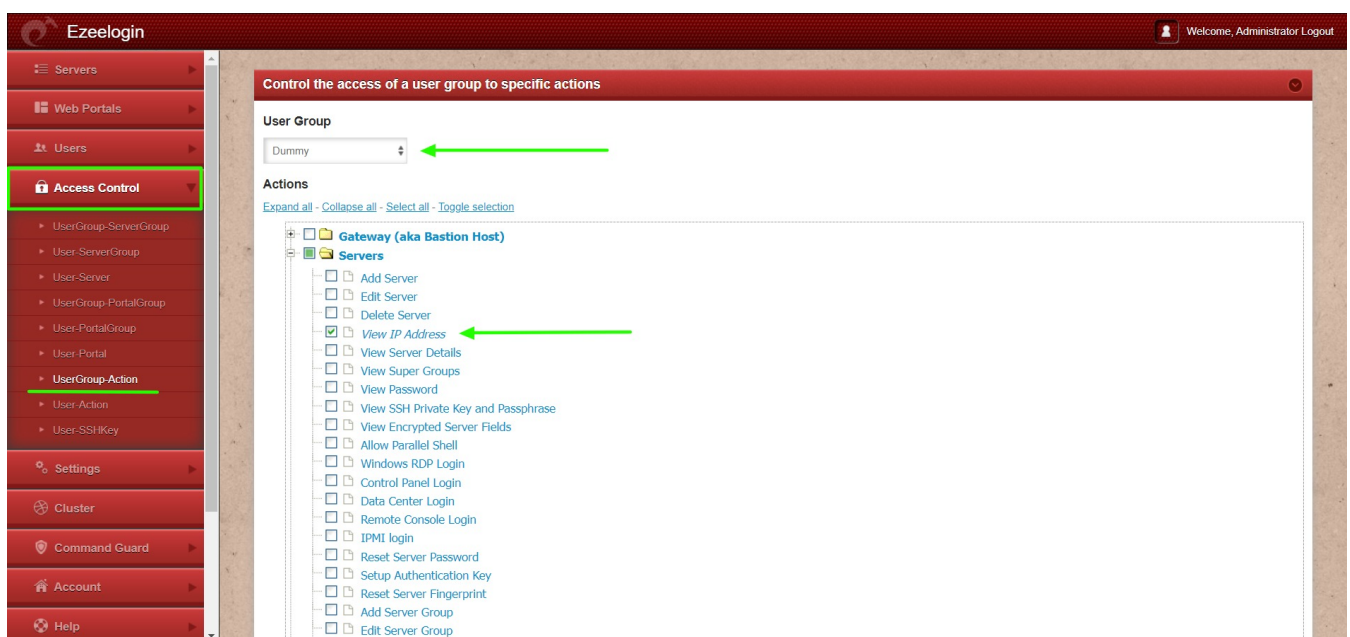 Ezeelogin
Welcome, Administrator Logout
Servers
Web Portals
Users
Access Control
UserGroup-ServerGroup
User-ServerGroup
User-Server
UserGroup-PortalGroup
User-PortalGroup
User-Portal
UserGroup-Action
User-Action
User-SSHKey
Settings
Cluster
Command Guard
Account
Help
Control the access of a user group to specific actions
User Group
Dummy
Actions
Expand all - Collapse all - Select all - Toggle selection
Gateway (aka Bastion Host)
Servers
Add Server
Edit Server
Delete Server
View IP Address
View Server Details
View Super Groups
View Password
View SSH Private Key and Passphrase
View Encrypted Server Fields
Allow Parallel Shell
Windows RDP Login
Control Panel Login
Data Center Login
Remote Console Login
IPMI login
Reset Server Password
Setup Authentication Key
Reset Server Fingerprint
Add Server Group
Edit Server Group